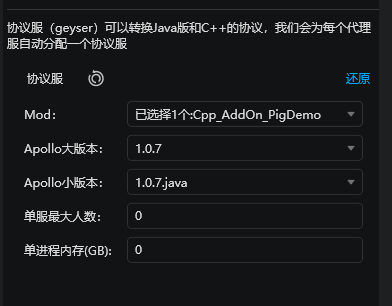 协议服（geyser）可以转换Java版和C++的协议，我们会为每个代理
服自动分配一个协议服
协议服 还原
Mod： 已选择1个:Cpp_AddOn_PigDemo
Apollo大版本： 1.0.7
Apollo小版本： 1.0.7.java
单服最大人数： 0
单进程内存(GB): 0